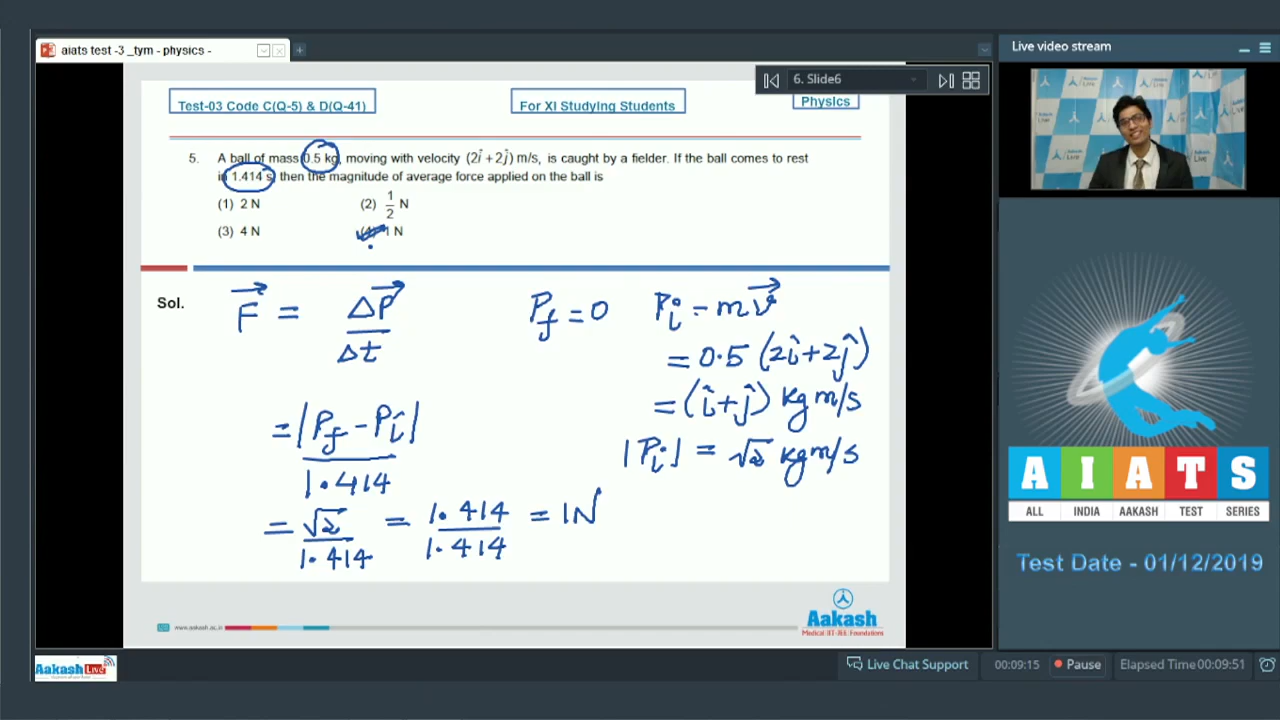 aiats test -3 _tym - physics -
Live video stream
6. Slide6
Test-03 Code C(Q-5) & D(Q-41)
For XI Studying Students
Physics
5. A ball of mass 0.5 kg, moving with velocity (2î + 2ĵ) m/s, is caught by a fielder. If the ball comes to rest
in 1.414 s, then the magnitude of average force applied on the ball is
(1) 2 N
(2) 1/2 N
(3) 4 N
(4) 1 N
Sol.
F⃗ = ΔP⃗/Δt
= |Pf - Pi|/1.414
= √2/1.414 = 1.414/1.414 = 1N
Pf = 0
Pi = mv⃗
= 0.5 (2î+2ĵ)
= (î+ĵ) kg m/s
|Pi| = √2 kg m/s
www.aakash.ac.in
Aakash
Medical|IIT-JEE|Foundations
A I A T S
ALL INDIA AAKASH TEST SERIES
Test Date - 01/12/2019
Aakash Live
Live Chat Support
00:09:15
Pause
Elapsed Time 00:09:51